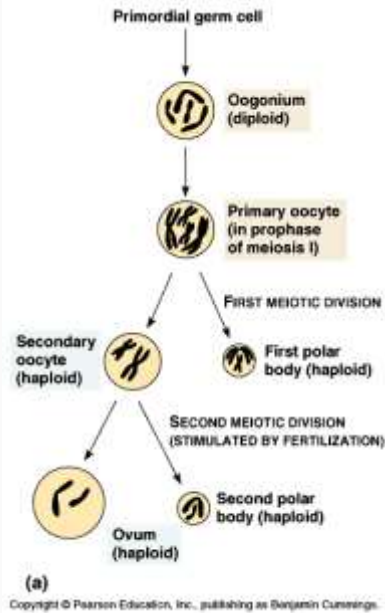 Primordial germ cell
Oogonium
(diploid)
Primary oocyte
(in prophase
of meiosis I)
FIRST MEIOTIC DIVISION
Secondary
oocyte
(haploid)
First polar
body (haploid)
SECOND MEIOTIC DIVISION
(STIMULATED BY FERTILIZATION)
Second polar
body (haploid)
Ovum
(haploid)
(a)
Copyright © Pearson Education, Inc., publishing as Benjamin Cummings.